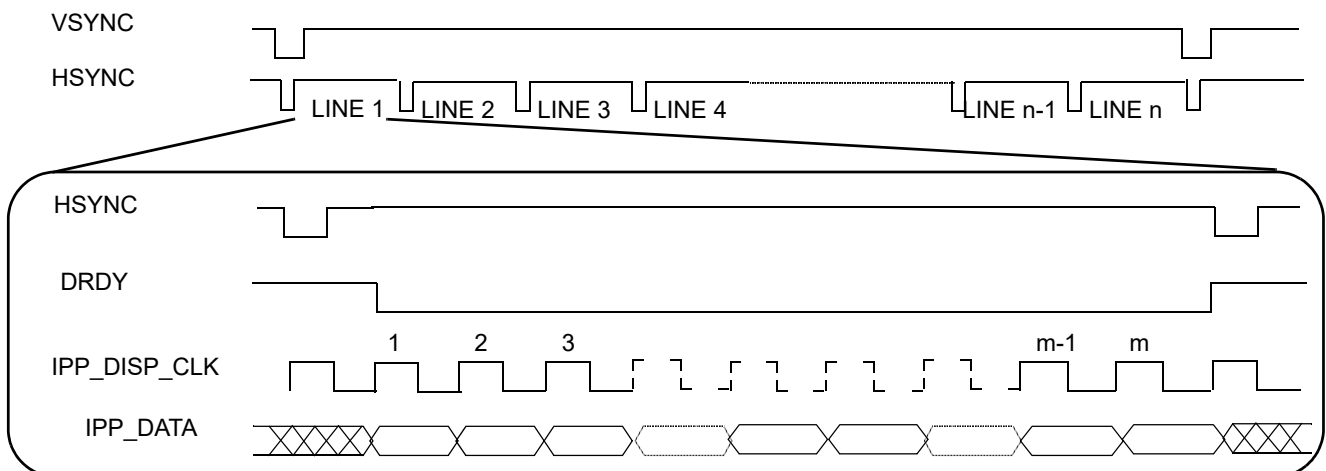 VSYNC
HSYNC
LINE 1 LINE 2 LINE 3 LINE 4 LINE n-1 LINE n
HSYNC
DRDY
1 2 3 m-1 m
IPP_DISP_CLK
IPP_DATA